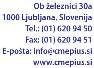 Ob železnici 30a
1000 Ljubljana, Slovenija
Tel.: (01) 620 94 50
Fax: (01) 620 94 51
E-pošta: info@cmepius.si
www.cmepius.si